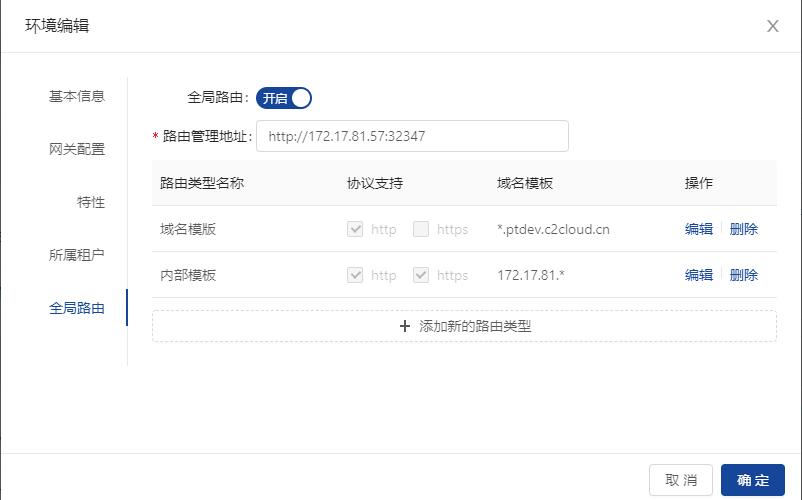 环境编辑
基本信息
网关配置
特性
所属租户
全局路由
全局路由： 开启
* 路由管理地址： http://172.17.81.57:32347
路由类型名称 协议支持 域名模板 操作
域名模版 http https *.ptdev.c2cloud.cn 编辑 删除
内部模板 http https 172.17.81.* 编辑 删除
+ 添加新的路由类型
取消 确定